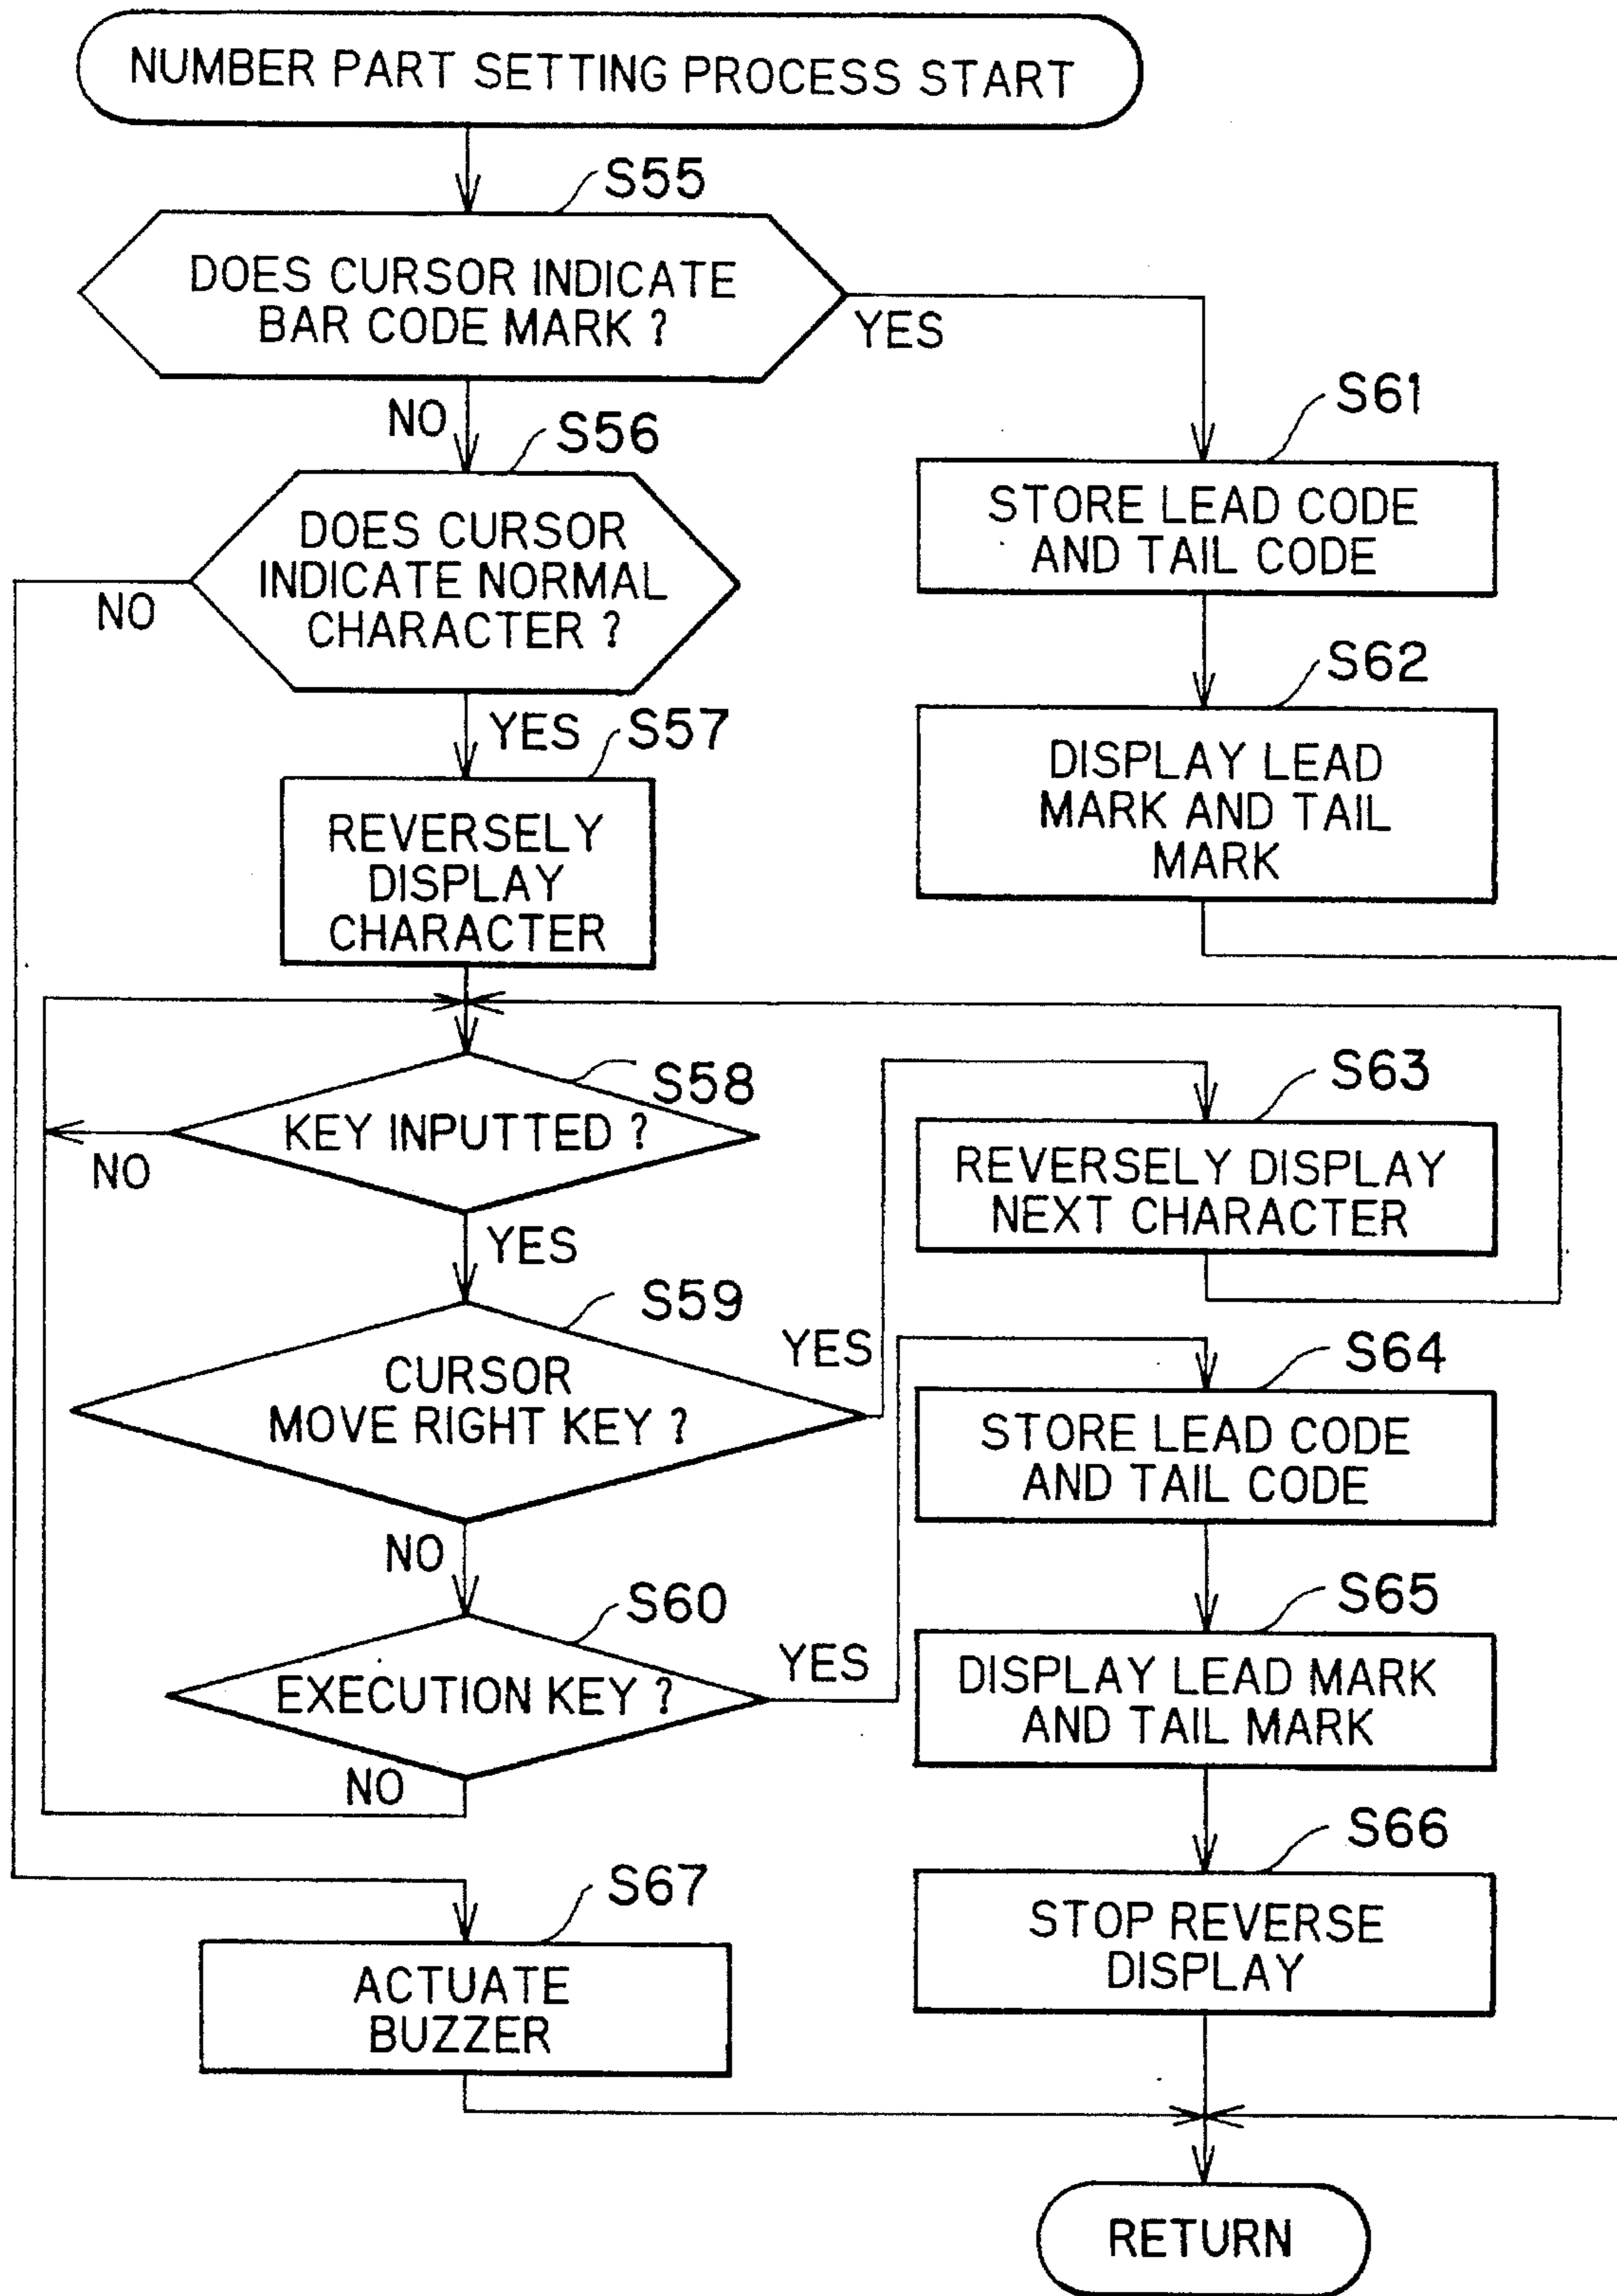 NUMBER PART SETTING PROCESS START
S55
DOES CURSOR INDICATE
BAR CODE MARK ?
YES
NO
S56
DOES CURSOR
INDICATE NORMAL
CHARACTER ?
NO
YES
S57
REVERSELY
DISPLAY
CHARACTER
S58
KEY INPUTTED ?
NO
YES
S59
CURSOR
MOVE RIGHT KEY ?
YES
NO
S60
EXECUTION KEY ?
YES
NO
S67
ACTUATE
BUZZER
S61
STORE LEAD CODE
AND TAIL CODE
S62
DISPLAY LEAD
MARK AND TAIL
MARK
S63
REVERSELY DISPLAY
NEXT CHARACTER
S64
STORE LEAD CODE
AND TAIL CODE
S65
DISPLAY LEAD MARK
AND TAIL MARK
S66
STOP REVERSE
DISPLAY
RETURN